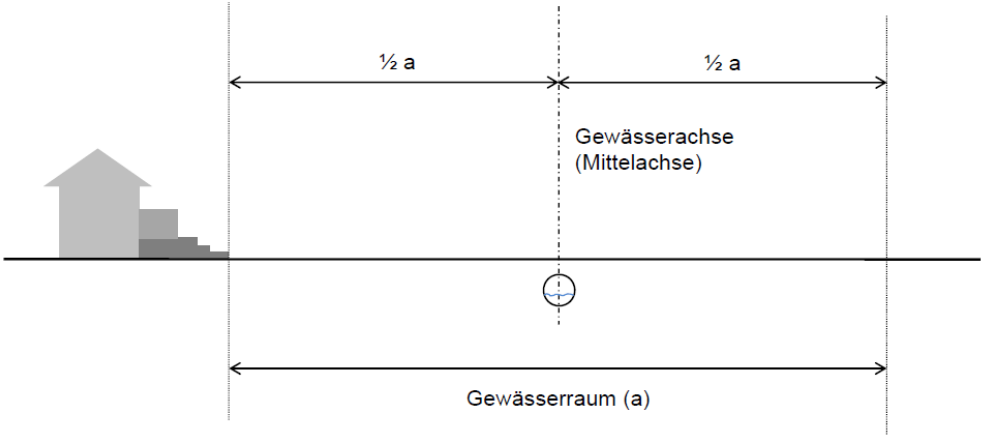 ½ a
½ a
Gewässerachse
(Mittelachse)
Gewässerraum (a)